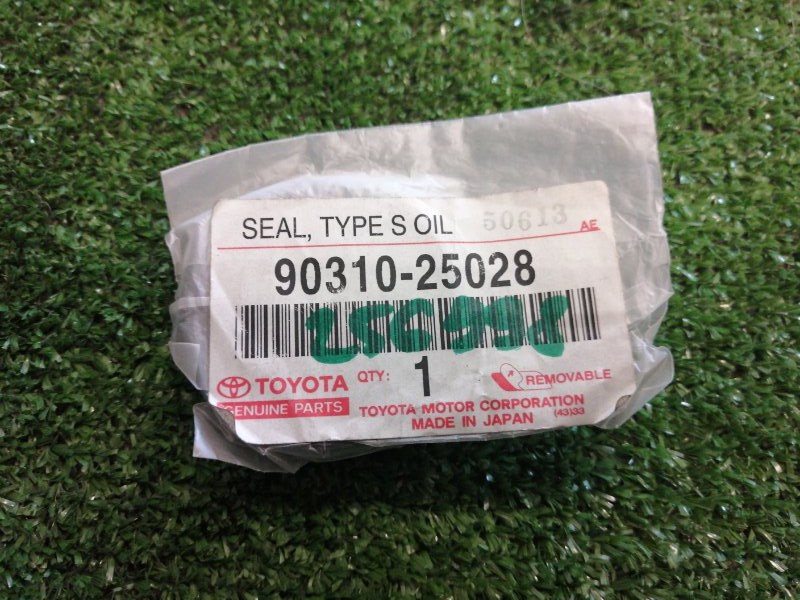 SEAL, TYPE S OIL 50613 AE
90310-25028
TOYOTA QTY: 1 REMOVABLE
GENUINE PARTS TOYOTA MOTOR CORPORATION
MADE IN JAPAN (43)33